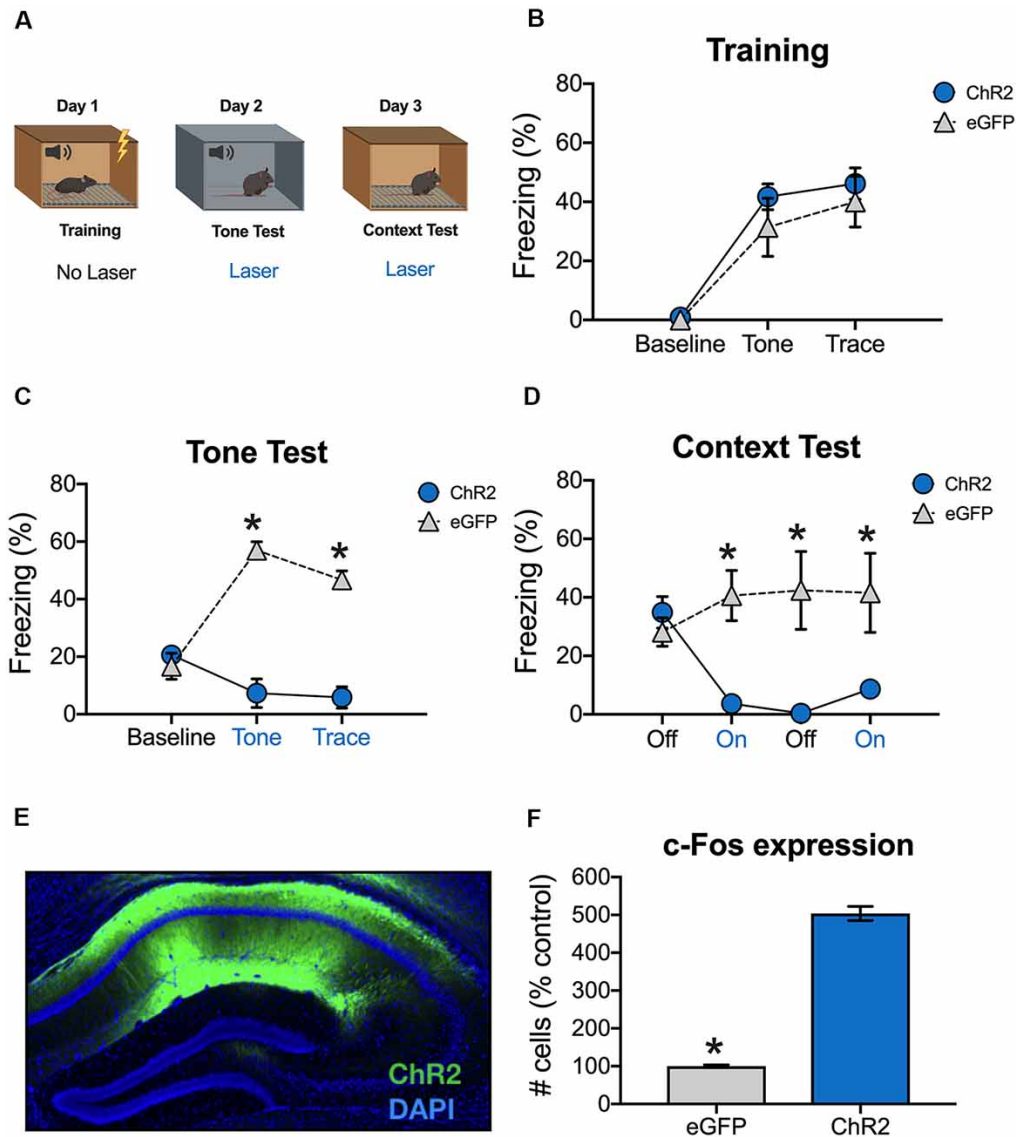 A
Day 1
Day 2
Day 3
Training
Tone Test
Context Test
No Laser
Laser
Laser
B
Training
Freezing (%)
80
60
40
20
0
Baseline
Tone
Trace
ChR2
eGFP
C
Tone Test
Freezing (%)
80
60
40
20
0
Baseline
Tone
Trace
ChR2
eGFP
*
*
D
Context Test
Freezing (%)
80
60
40
20
0
Off
On
Off
On
ChR2
eGFP
*
*
*
E
ChR2
DAPI
F
c-Fos expression
# cells (% control)
600
500
400
300
200
100
0
*
eGFP
ChR2